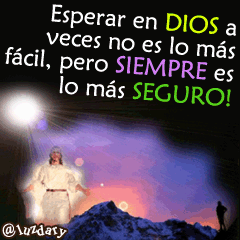 Esperar en DIOS a
veces no es lo más
fácil, pero SIEMPRE es
lo más SEGURO!
@luzdary